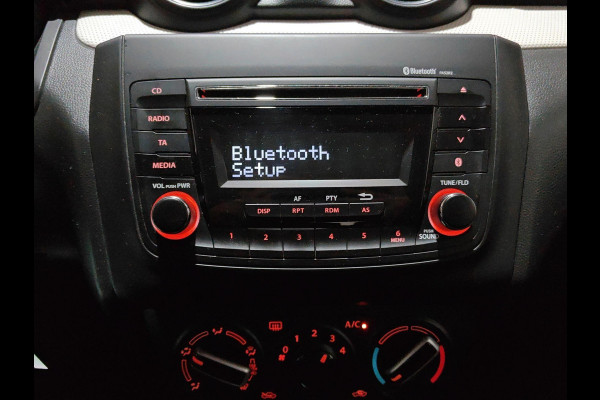 Bluetooth
CD
RADIO
TA
MEDIA
Bluetooth
Setup
VOL PUSH PWR
TUNE/FLD
AF PTY
DISP RPT RDM AS
1 2 3 4 5 6
MENU
PUSH
SOUND
A/C
0 1 2 3 4